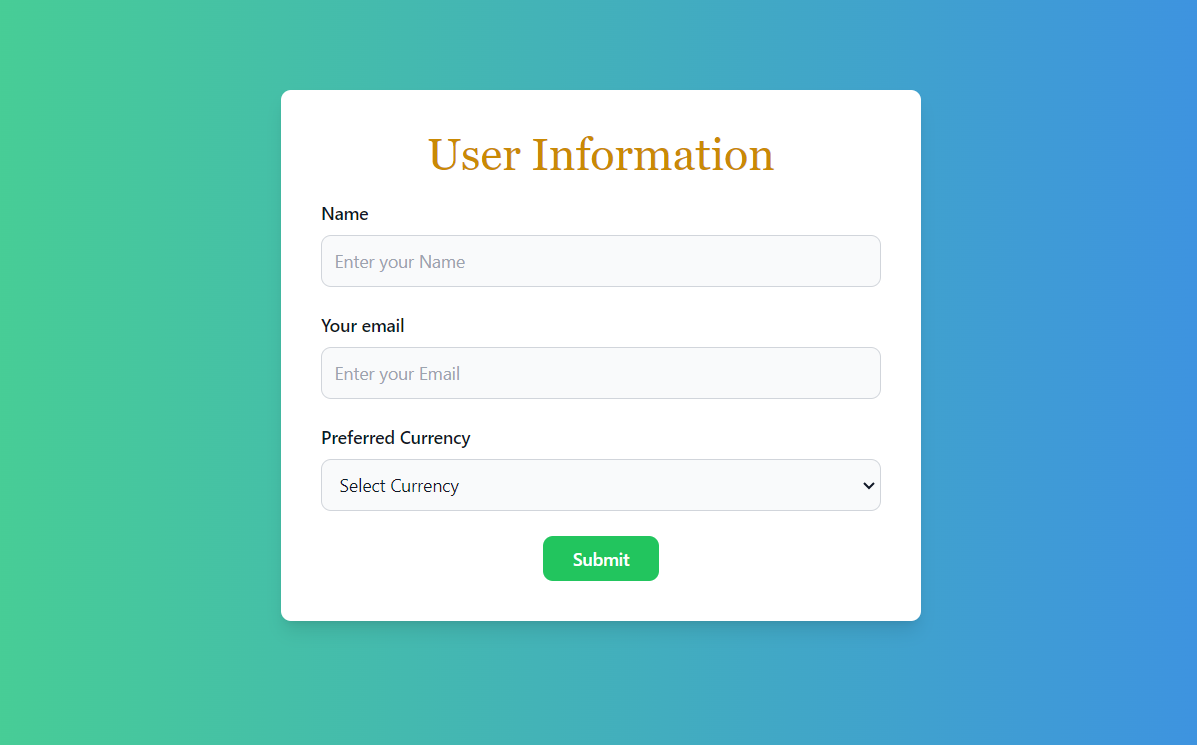 User Information
Name
Enter your Name
Your email
Enter your Email
Preferred Currency
Select Currency
Submit